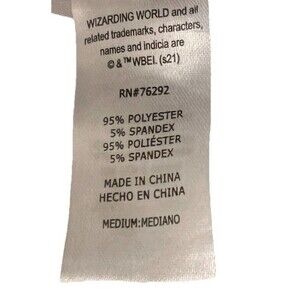 WIZARDING WORLD and all
related trademarks, characters,
names and indicia are
© & ™WBEI. (s21)
RN#76292
95% POLYESTER
5% SPANDEX
95% POLIÉSTER
5% SPANDEX
MADE IN CHINA
HECHO EN CHINA
MEDIUM:MEDIANO